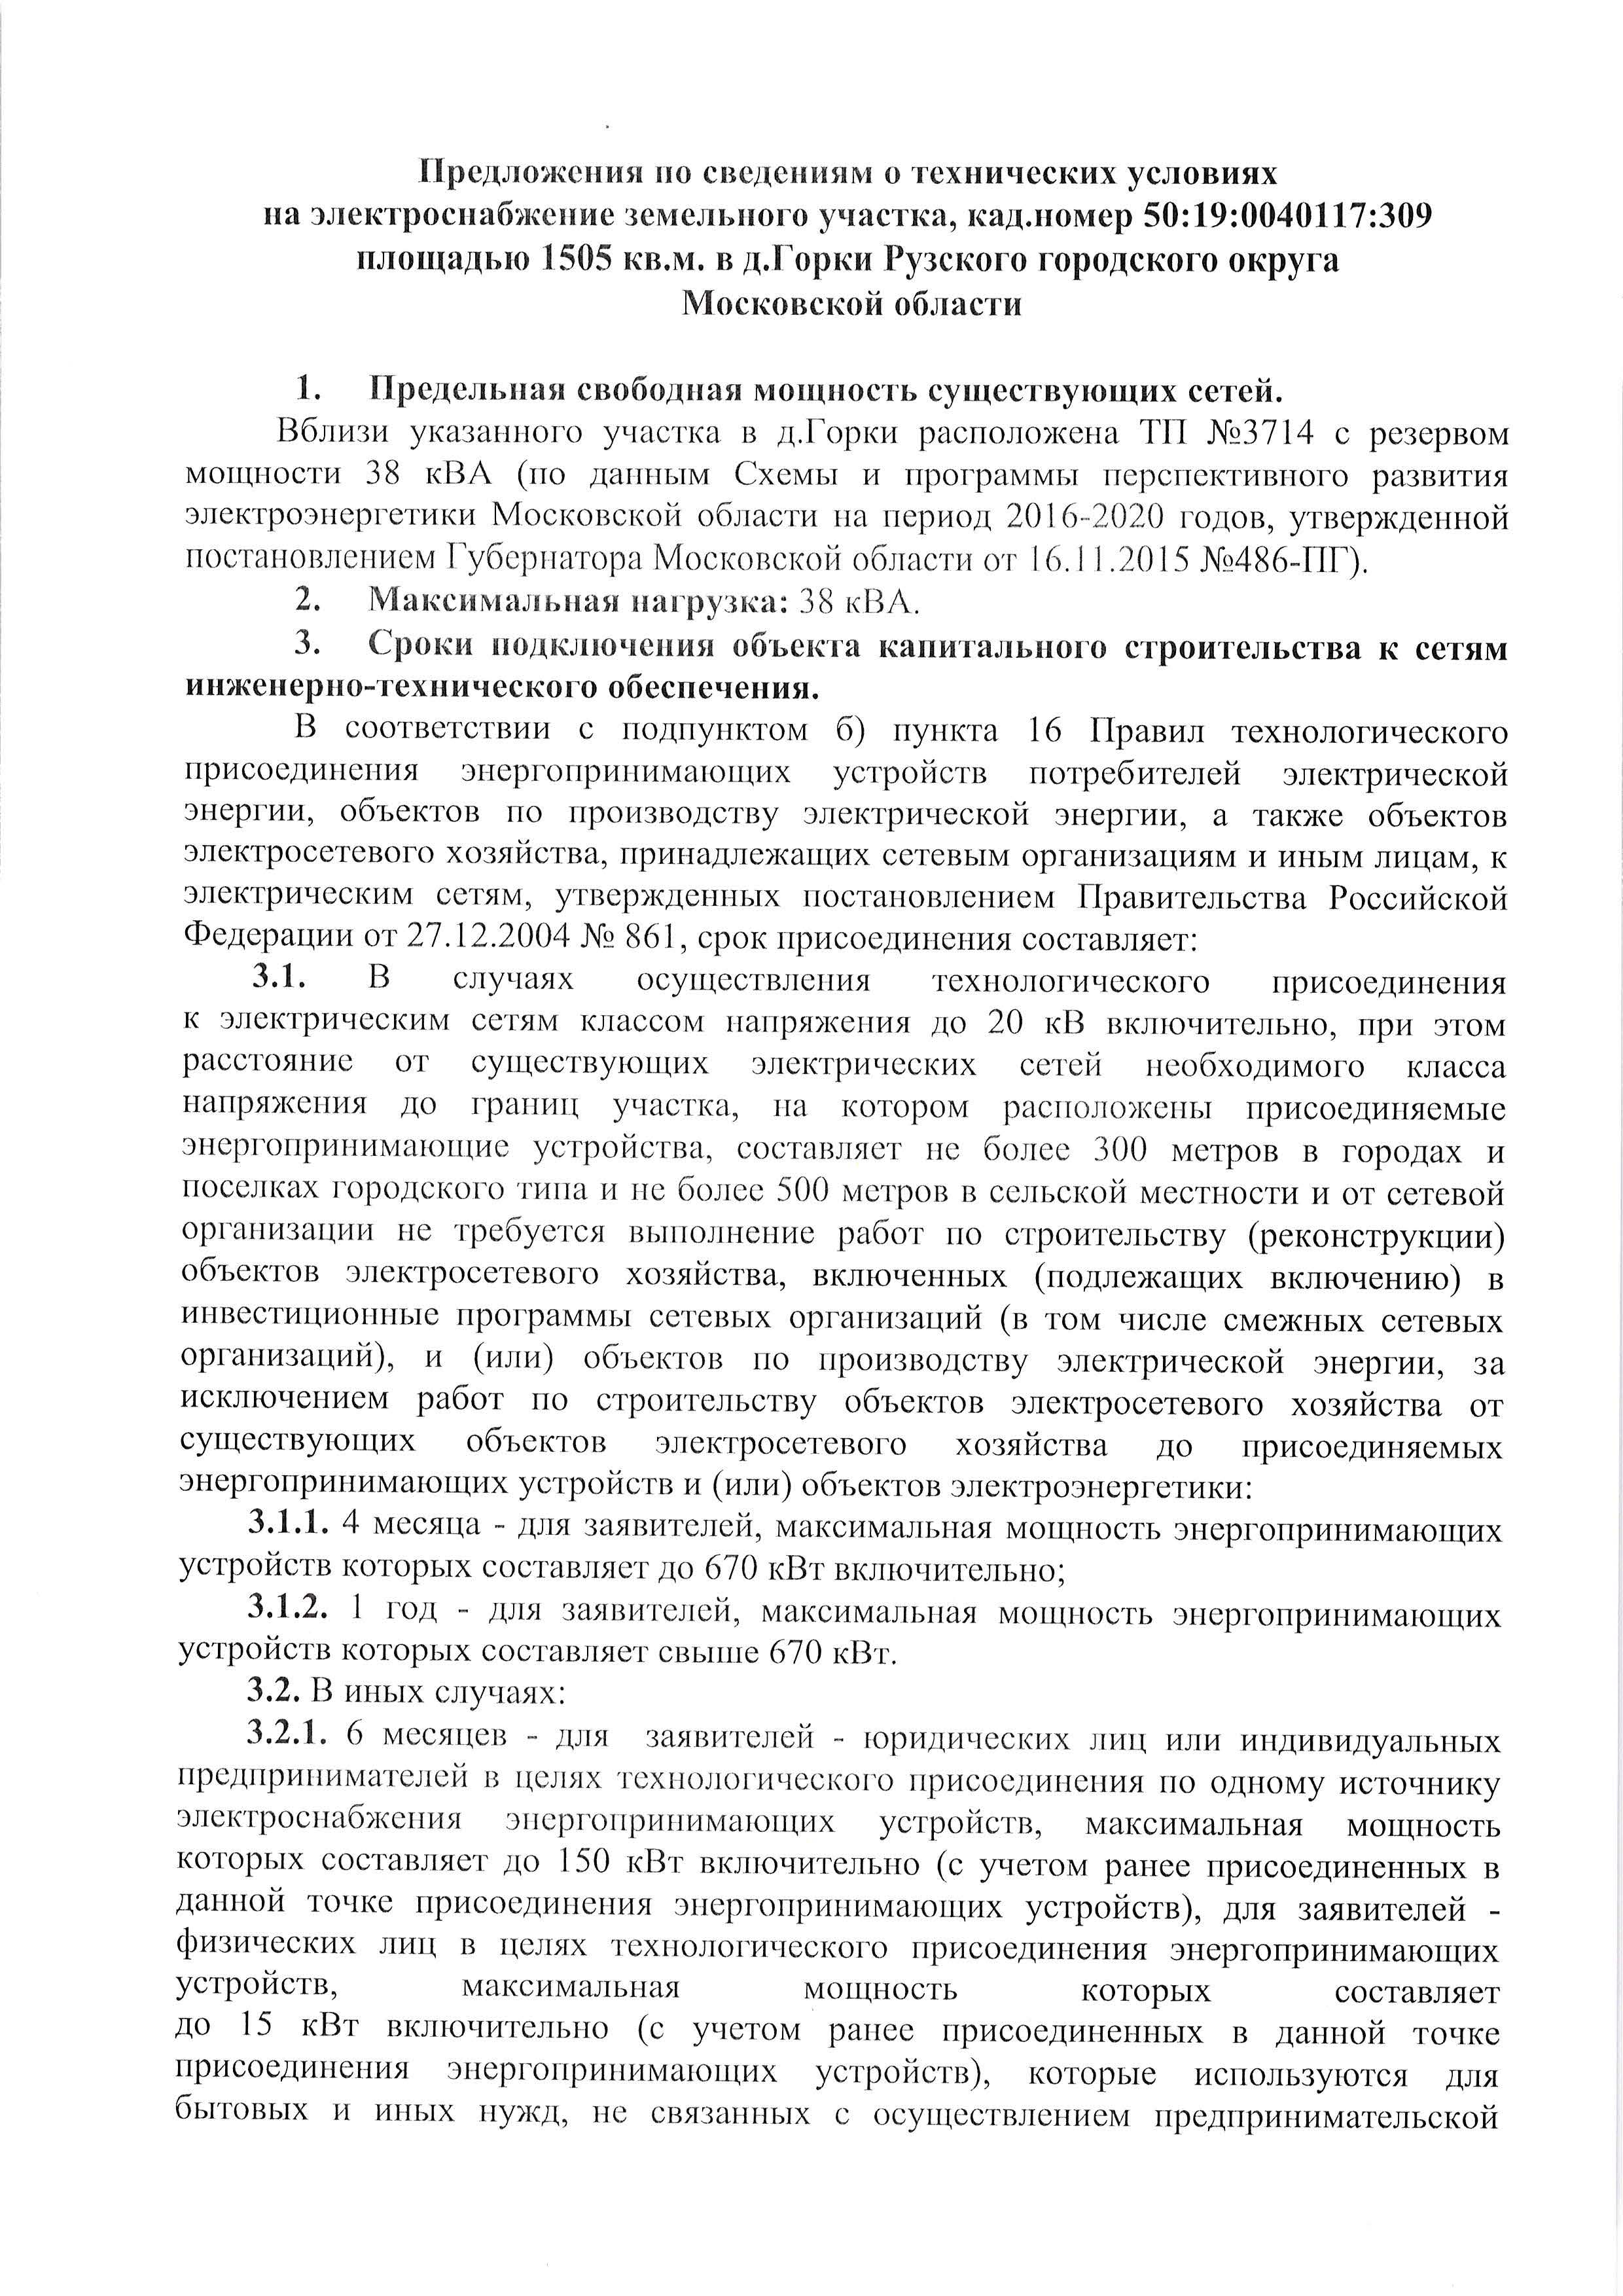 Предложения по сведениям о технических условиях
на электроснабжение земельного участка, кад.номер 50:19:0040117:309
площадью 1505 кв.м. в д.Горки Рузского городского округа
Московской области
1. Предельная свободная мощность существующих сетей.
Вблизи указанного участка в д.Горки расположена ТП №3714 с резервом
мощности 38 кВА (по данным Схемы и программы перспективного развития
электроэнергетики Московской области на период 2016-2020 годов, утвержденной
постановлением Губернатора Московской области от 16.11.2015 №486-ПГ).
2. Максимальная нагрузка: 38 кВА.
3. Сроки подключения объекта капитального строительства к сетям
инженерно-технического обеспечения.
В соответствии с подпунктом б) пункта 16 Правил технологического
присоединения энергопринимающих устройств потребителей электрической
энергии, объектов по производству электрической энергии, а также объектов
электросетевого хозяйства, принадлежащих сетевым организациям и иным лицам, к
электрическим сетям, утвержденных постановлением Правительства Российской
Федерации от 27.12.2004 № 861, срок присоединения составляет:
3.1. В случаях осуществления технологического присоединения
к электрическим сетям классом напряжения до 20 кВ включительно, при этом
расстояние от существующих электрических сетей необходимого класса
напряжения до границ участка, на котором расположены присоединяемые
энергопринимающие устройства, составляет не более 300 метров в городах и
поселках городского типа и не более 500 метров в сельской местности и от сетевой
организации не требуется выполнение работ по строительству (реконструкции)
объектов электросетевого хозяйства, включенных (подлежащих включению) в
инвестиционные программы сетевых организаций (в том числе смежных сетевых
организаций), и (или) объектов по производству электрической энергии, за
исключением работ по строительству объектов электросетевого хозяйства от
существующих объектов электросетевого хозяйства до присоединяемых
энергопринимающих устройств и (или) объектов электроэнергетики:
3.1.1. 4 месяца - для заявителей, максимальная мощность энергопринимающих
устройств которых составляет до 670 кВт включительно;
3.1.2. 1 год - для заявителей, максимальная мощность энергопринимающих
устройств которых составляет свыше 670 кВт.
3.2. В иных случаях:
3.2.1. 6 месяцев - для заявителей - юридических лиц или индивидуальных
предпринимателей в целях технологического присоединения по одному источнику
электроснабжения энергопринимающих устройств, максимальная мощность
которых составляет до 150 кВт включительно (с учетом ранее присоединенных в
данной точке присоединения энергопринимающих устройств), для заявителей -
физических лиц в целях технологического присоединения энергопринимающих
устройств, максимальная мощность которых составляет
до 15 кВт включительно (с учетом ранее присоединенных в данной точке
присоединения энергопринимающих устройств), которые используются для
бытовых и иных нужд, не связанных с осуществлением предпринимательской